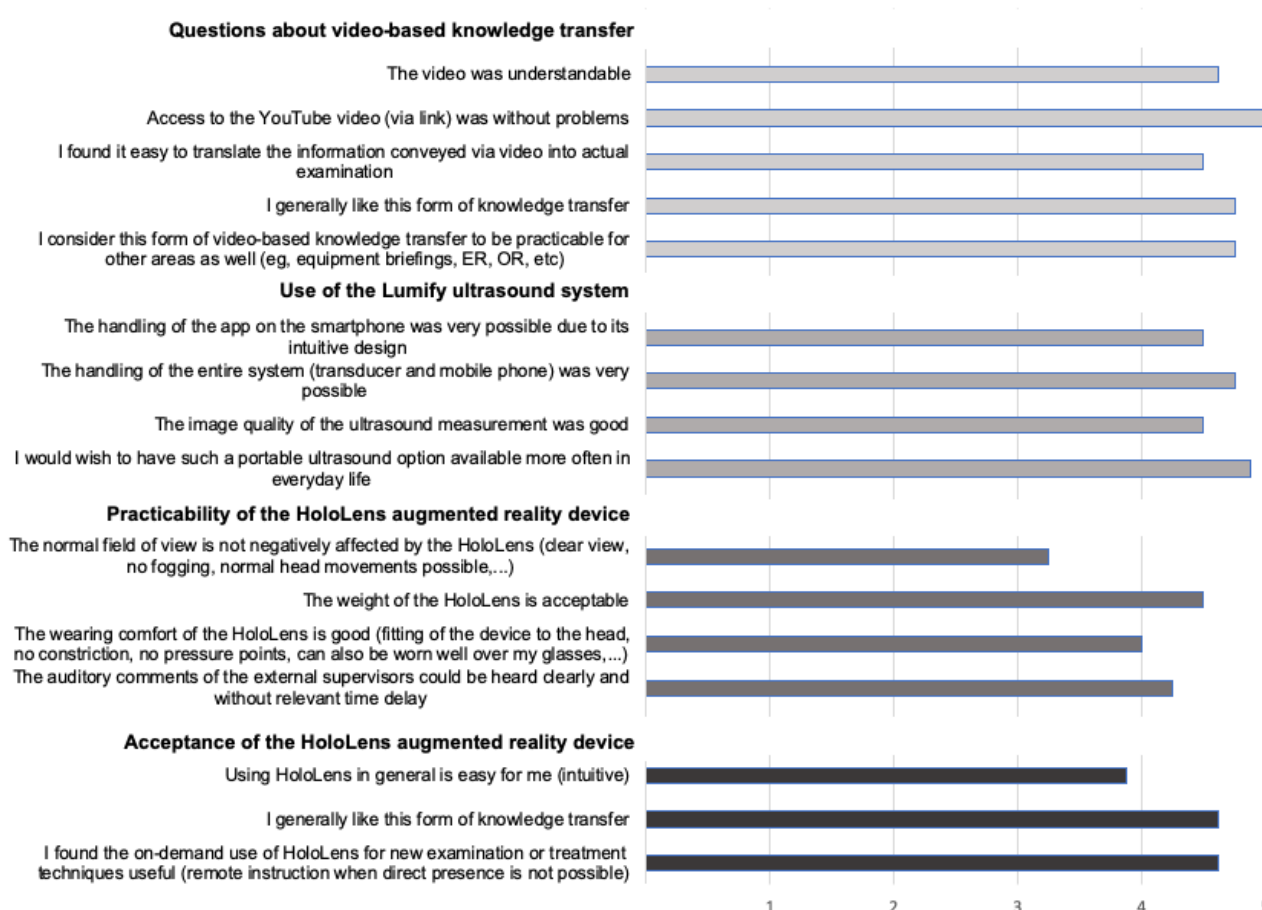 Questions about video-based knowledge transfer
The video was understandable
Access to the YouTube video (via link) was without problems
I found it easy to translate the information conveyed via video into actual
examination
I generally like this form of knowledge transfer
I consider this form of video-based knowledge transfer to be practicable for
other areas as well (eg, equipment briefings, ER, OR, etc)
Use of the Lumify ultrasound system
The handling of the app on the smartphone was very possible due to its
intuitive design
The handling of the entire system (transducer and mobile phone) was very
possible
The image quality of the ultrasound measurement was good
I would wish to have such a portable ultrasound option available more often in
everyday life
Practicability of the HoloLens augmented reality device
The normal field of view is not negatively affected by the HoloLens (clear view,
no fogging, normal head movements possible,...)
The weight of the HoloLens is acceptable
The wearing comfort of the HoloLens is good (fitting of the device to the head,
no constriction, no pressure points, can also be worn well over my glasses,...)
The auditory comments of the external supervisors could be heard clearly and
without relevant time delay
Acceptance of the HoloLens augmented reality device
Using HoloLens in general is easy for me (intuitive)
I generally like this form of knowledge transfer
I found the on-demand use of HoloLens for new examination or treatment
techniques useful (remote instruction when direct presence is not possible)
1 2 3 4